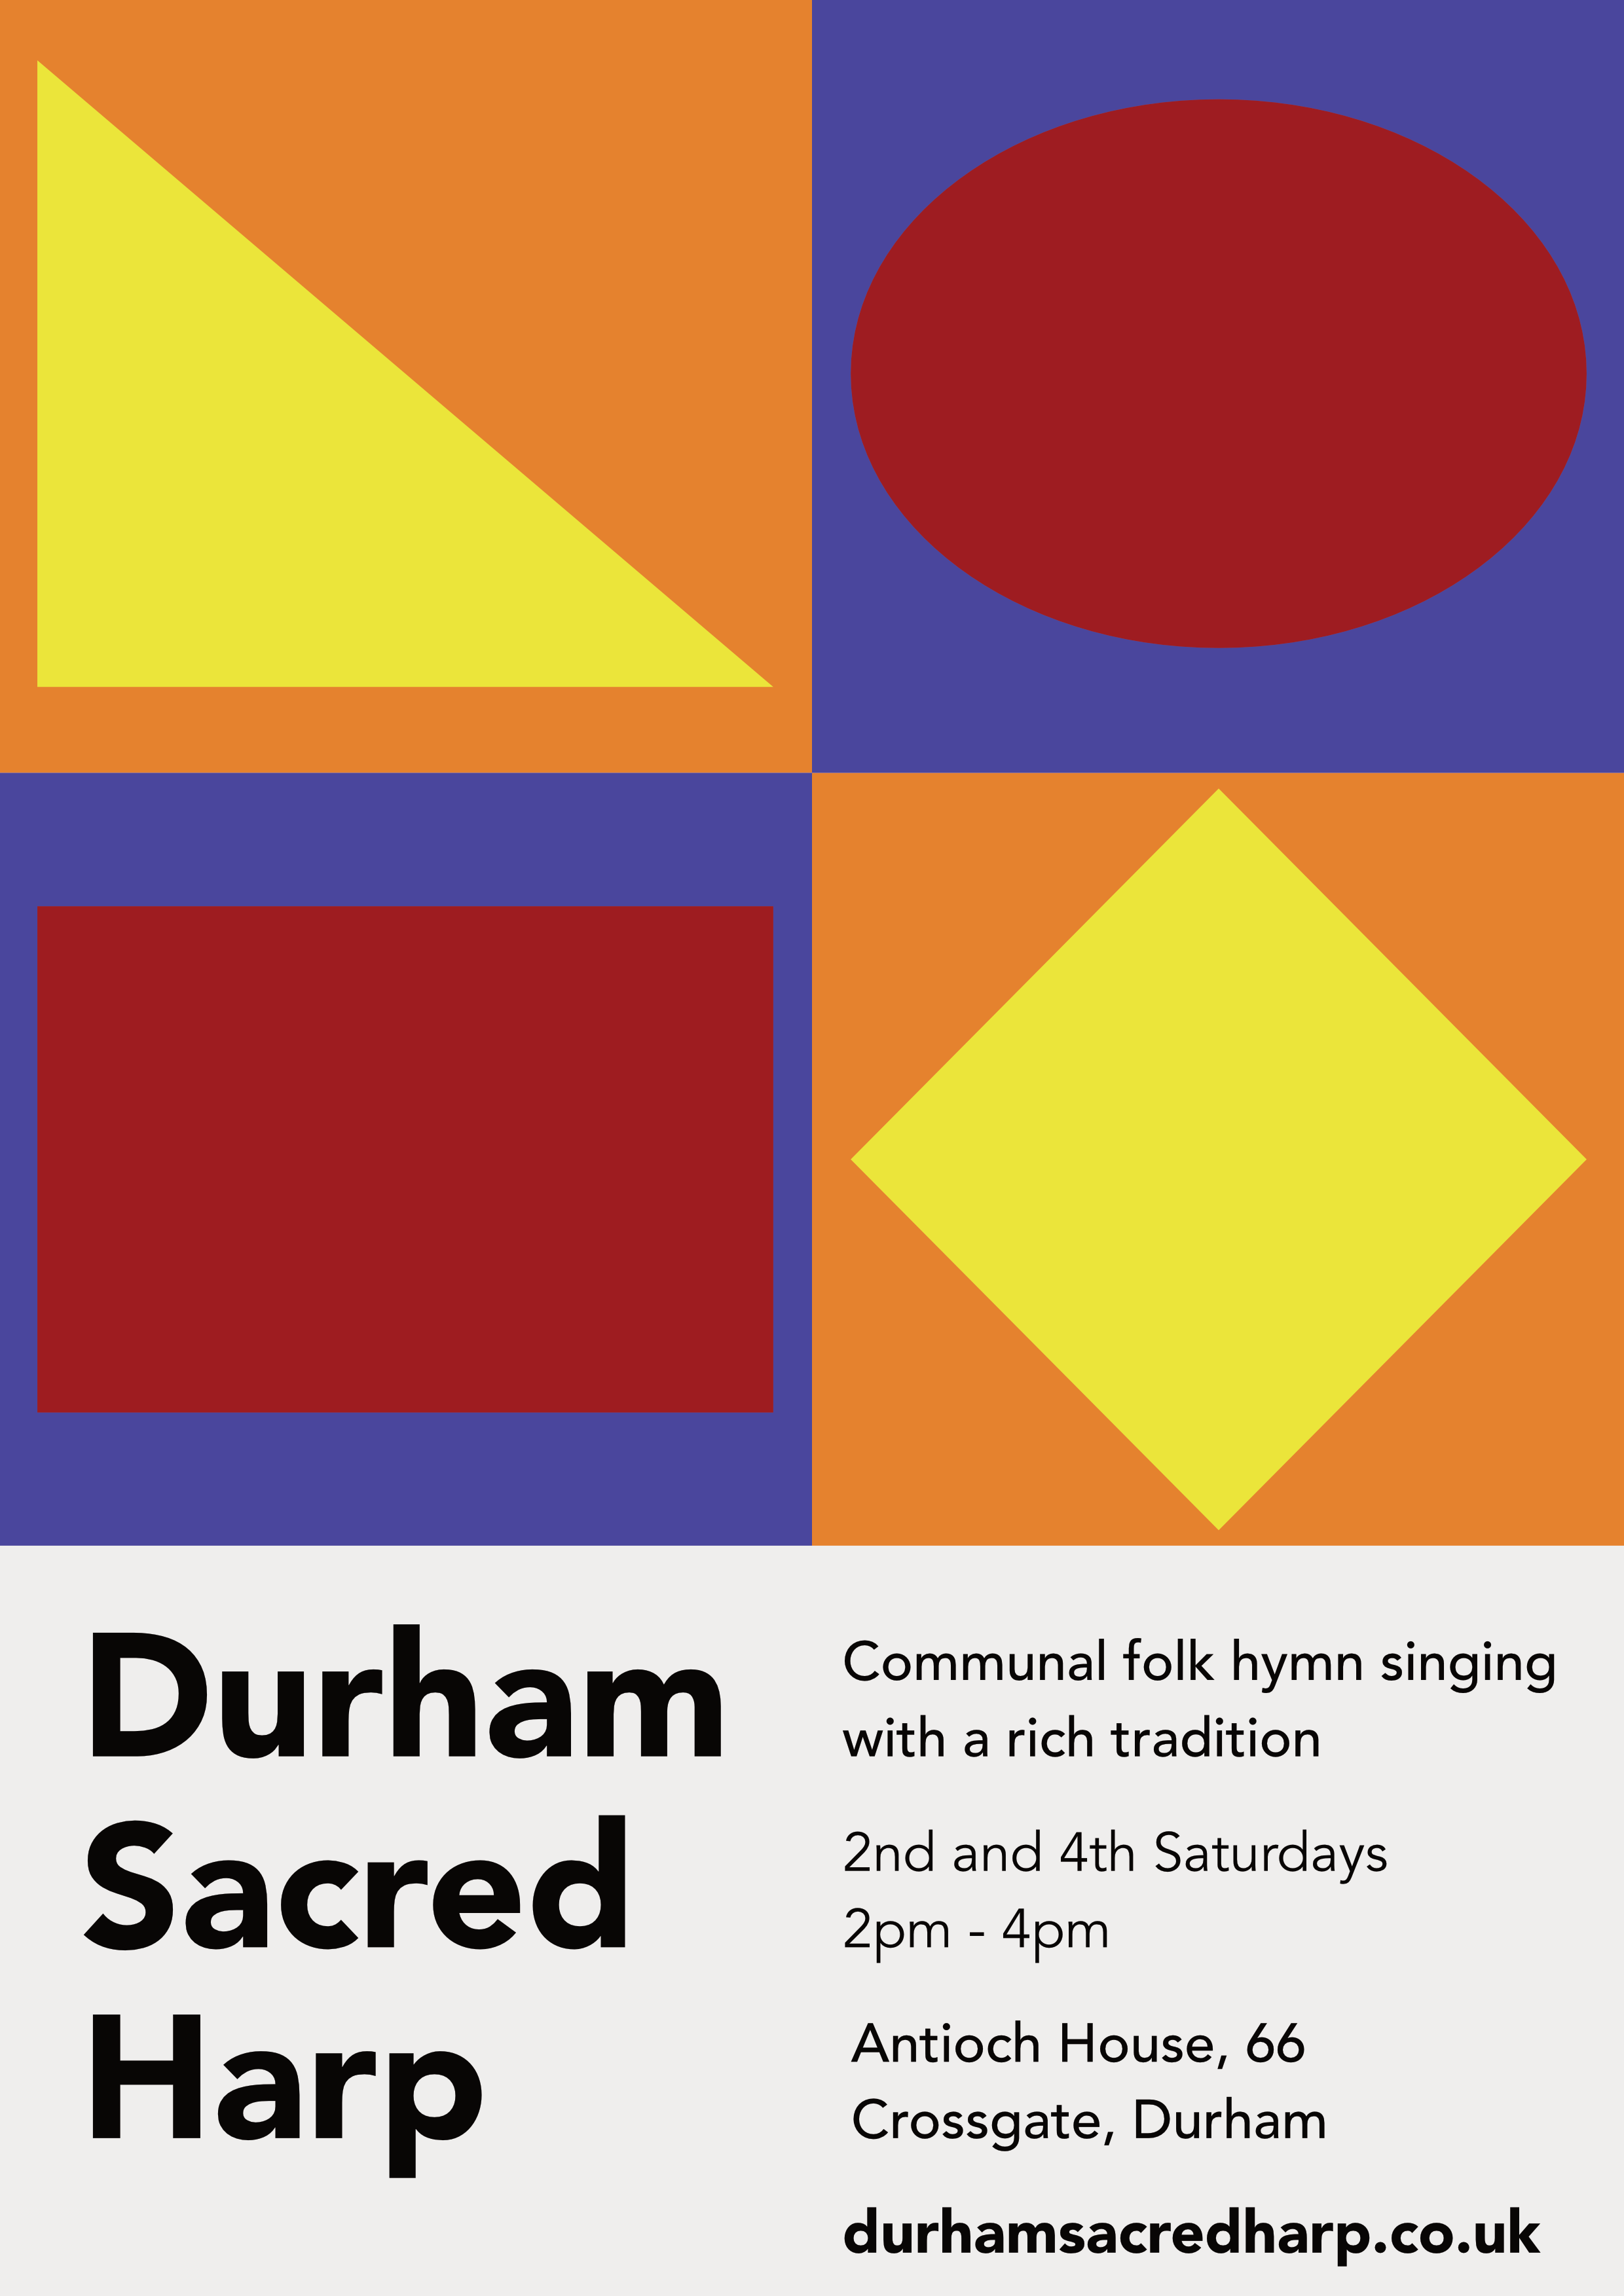 Durham
Sacred
Harp
Communal folk hymn singing
with a rich tradition
2nd and 4th Saturdays
2pm - 4pm
Antioch House, 66
Crossgate, Durham
durhamsacredharp.co.uk